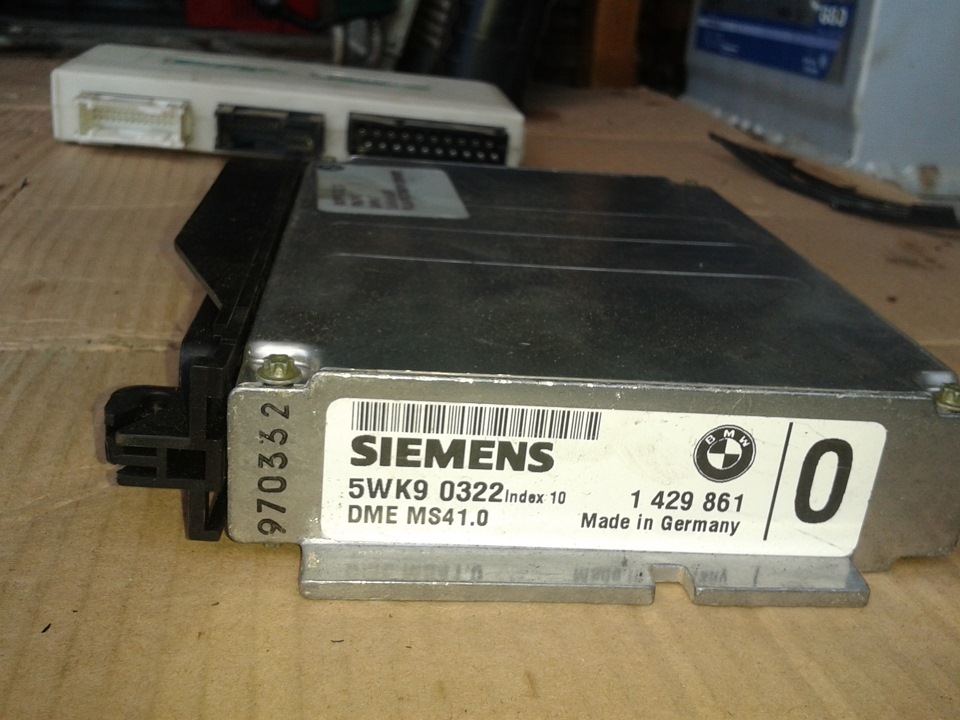 970332
SIEMENS
5WK9 0322 Index 10
DME MS41.0
BMW
1 429 861
Made in Germany
0